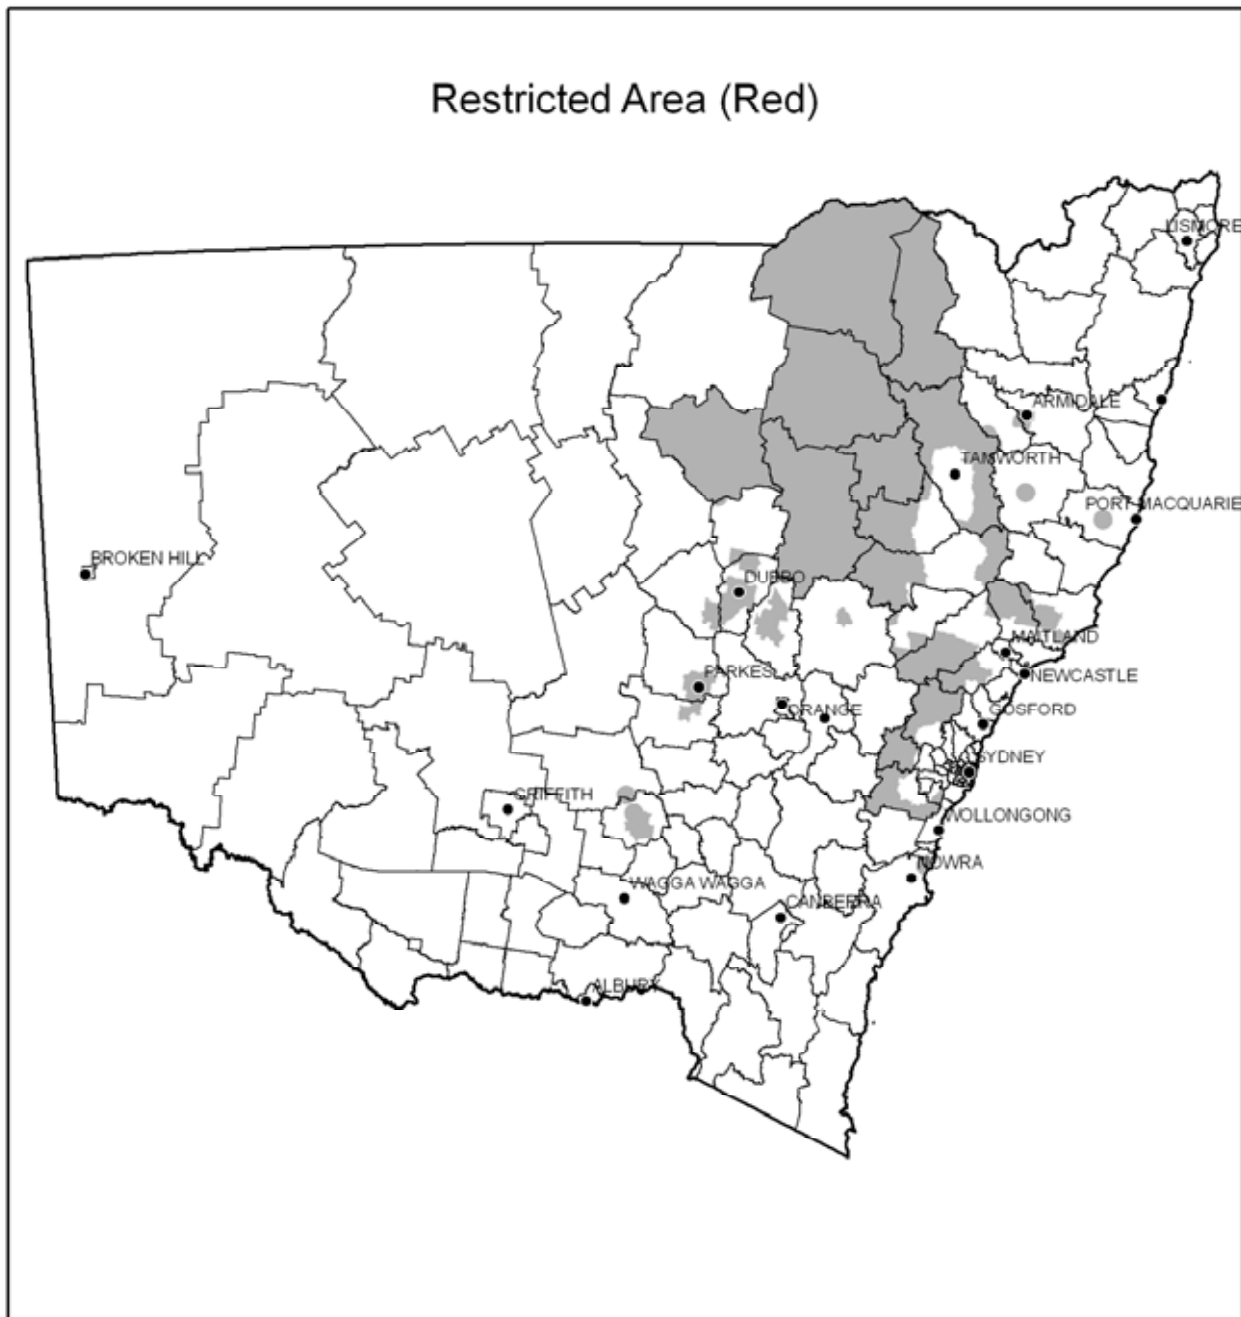 Restricted Area (Red)
LISMORE
ARMIDALE
TAMWORTH
PORT MACQUARIE
BROKEN HILL
DUBBO
MAITLAND
PARKES
NEWCASTLE
ORANGE
GOSFORD
SYDNEY
GRIFFITH
WOLLONGONG
NOWRA
WAGGA WAGGA
CANBERRA
ALBURY